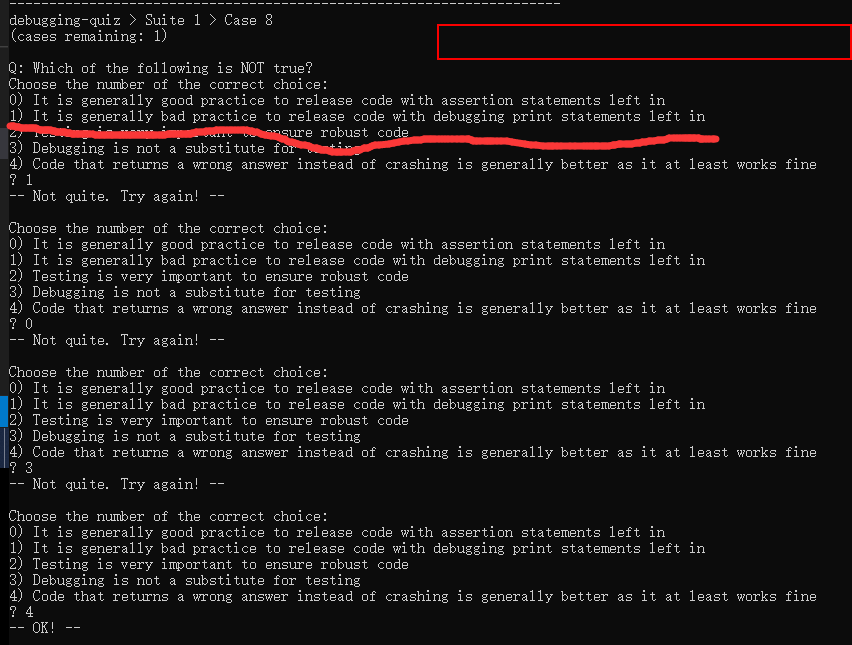 debugging-quiz > Suite 1 > Case 8
(cases remaining: 1)
Q: Which of the following is NOT true?
Choose the number of the correct choice:
0) It is generally good practice to release code with assertion statements left in
1) It is generally bad practice to release code with debugging print statements left in
2) Testing is very important to ensure robust code
3) Debugging is not a substitute for testing
4) Code that returns a wrong answer instead of crashing is generally better as it at least works fine
? 1
-- Not quite. Try again! --
Choose the number of the correct choice:
0) It is generally good practice to release code with assertion statements left in
1) It is generally bad practice to release code with debugging print statements left in
2) Testing is very important to ensure robust code
3) Debugging is not a substitute for testing
4) Code that returns a wrong answer instead of crashing is generally better as it at least works fine
? 0
-- Not quite. Try again! --
Choose the number of the correct choice:
0) It is generally good practice to release code with assertion statements left in
1) It is generally bad practice to release code with debugging print statements left in
2) Testing is very important to ensure robust code
3) Debugging is not a substitute for testing
4) Code that returns a wrong answer instead of crashing is generally better as it at least works fine
? 3
-- Not quite. Try again! --
Choose the number of the correct choice:
0) It is generally good practice to release code with assertion statements left in
1) It is generally bad practice to release code with debugging print statements left in
2) Testing is very important to ensure robust code
3) Debugging is not a substitute for testing
4) Code that returns a wrong answer instead of crashing is generally better as it at least works fine
? 4
-- OK! --